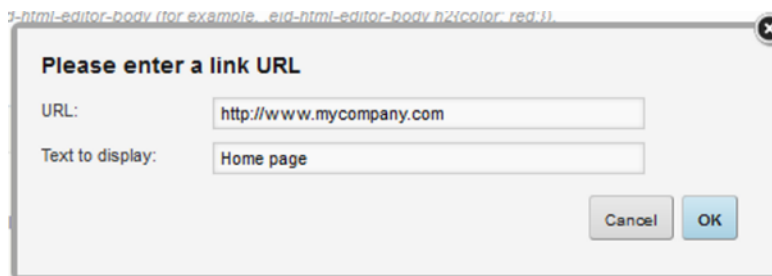 d-html-editor-body (for example, .eid-html-editor-body h2{color: red;}).
Please enter a link URL
URL: http://www.mycompany.com
Text to display: Home page
Cancel OK